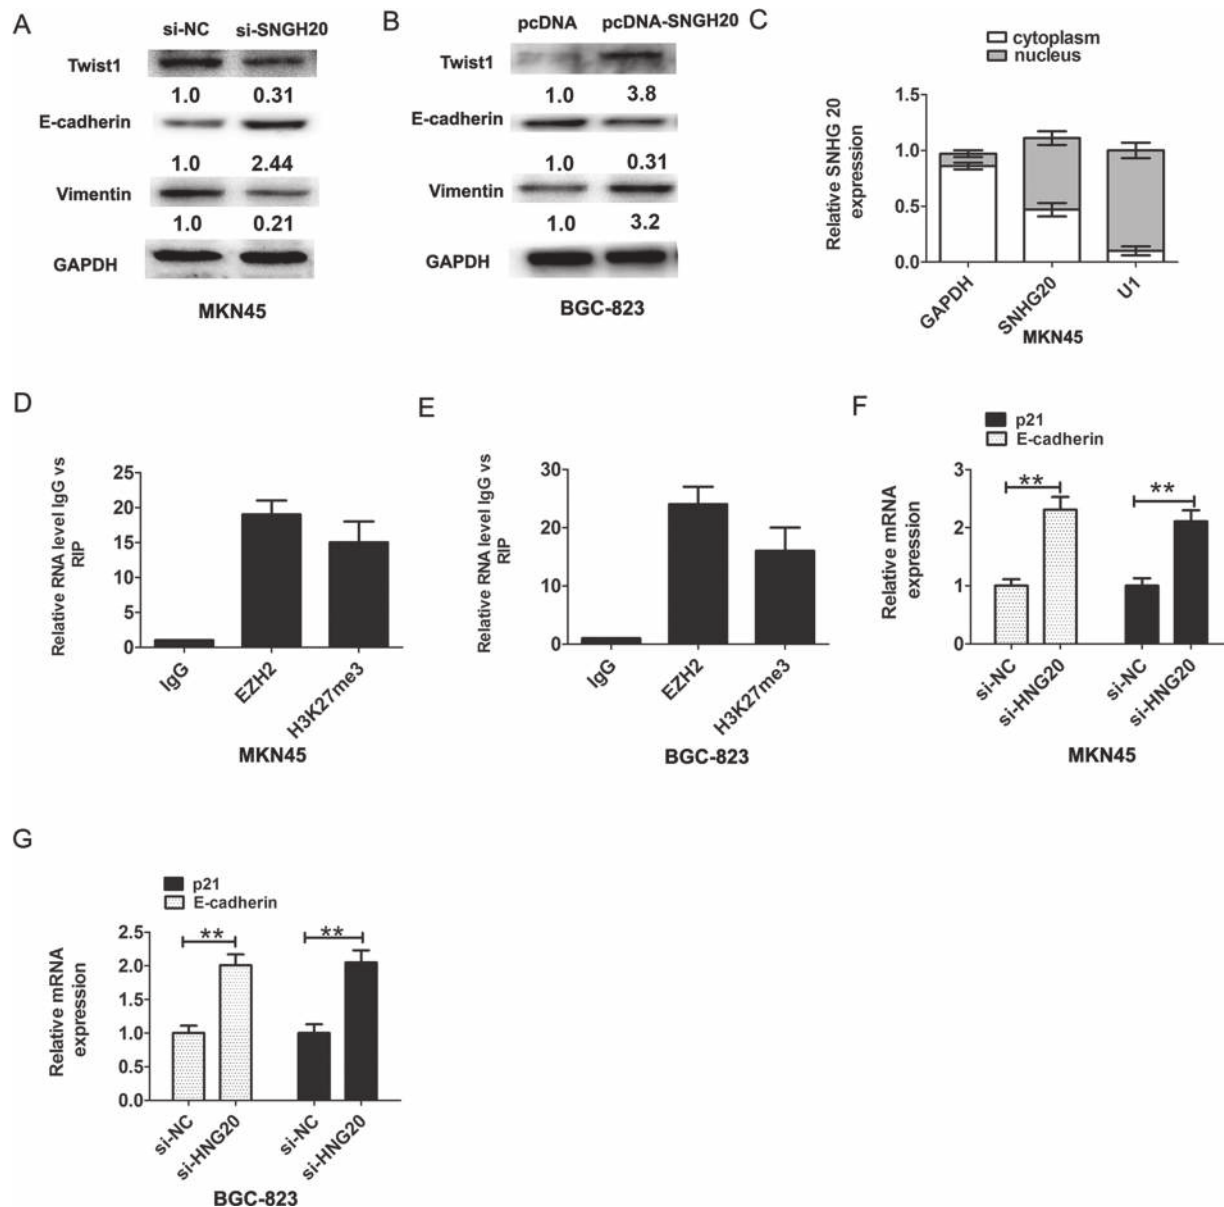 A
si-NC si-SNGH20
Twist1
1.0 0.31
E-cadherin
1.0 2.44
Vimentin
1.0 0.21
GAPDH
MKN45
B
pcDNA pcDNA-SNGH20
Twist1
1.0 3.8
E-cadherin
1.0 0.31
Vimentin
1.0 3.2
GAPDH
BGC-823
C
cytoplasm
nucleus
Relative SNHG 20
expression
1.5
1.0
0.5
0.0
GAPDH
SNHG20
U1
MKN45
D
Relative RNA level IgG vs
RIP
25
20
15
10
5
0
IgG
EZH2
H3K27me3
MKN45
E
Relative RNA level IgG vs
RIP
30
20
10
0
IgG
EZH2
H3K27me3
BGC-823
F
p21
E-cadherin
Relative mRNA
expression
3
2
1
0
**
**
si-NC
si-HNG20
si-NC
si-HNG20
MKN45
G
p21
E-cadherin
Relative mRNA
expression
2.5
2.0
1.5
1.0
0.5
0.0
**
**
si-NC
si-HNG20
si-NC
si-HNG20
BGC-823